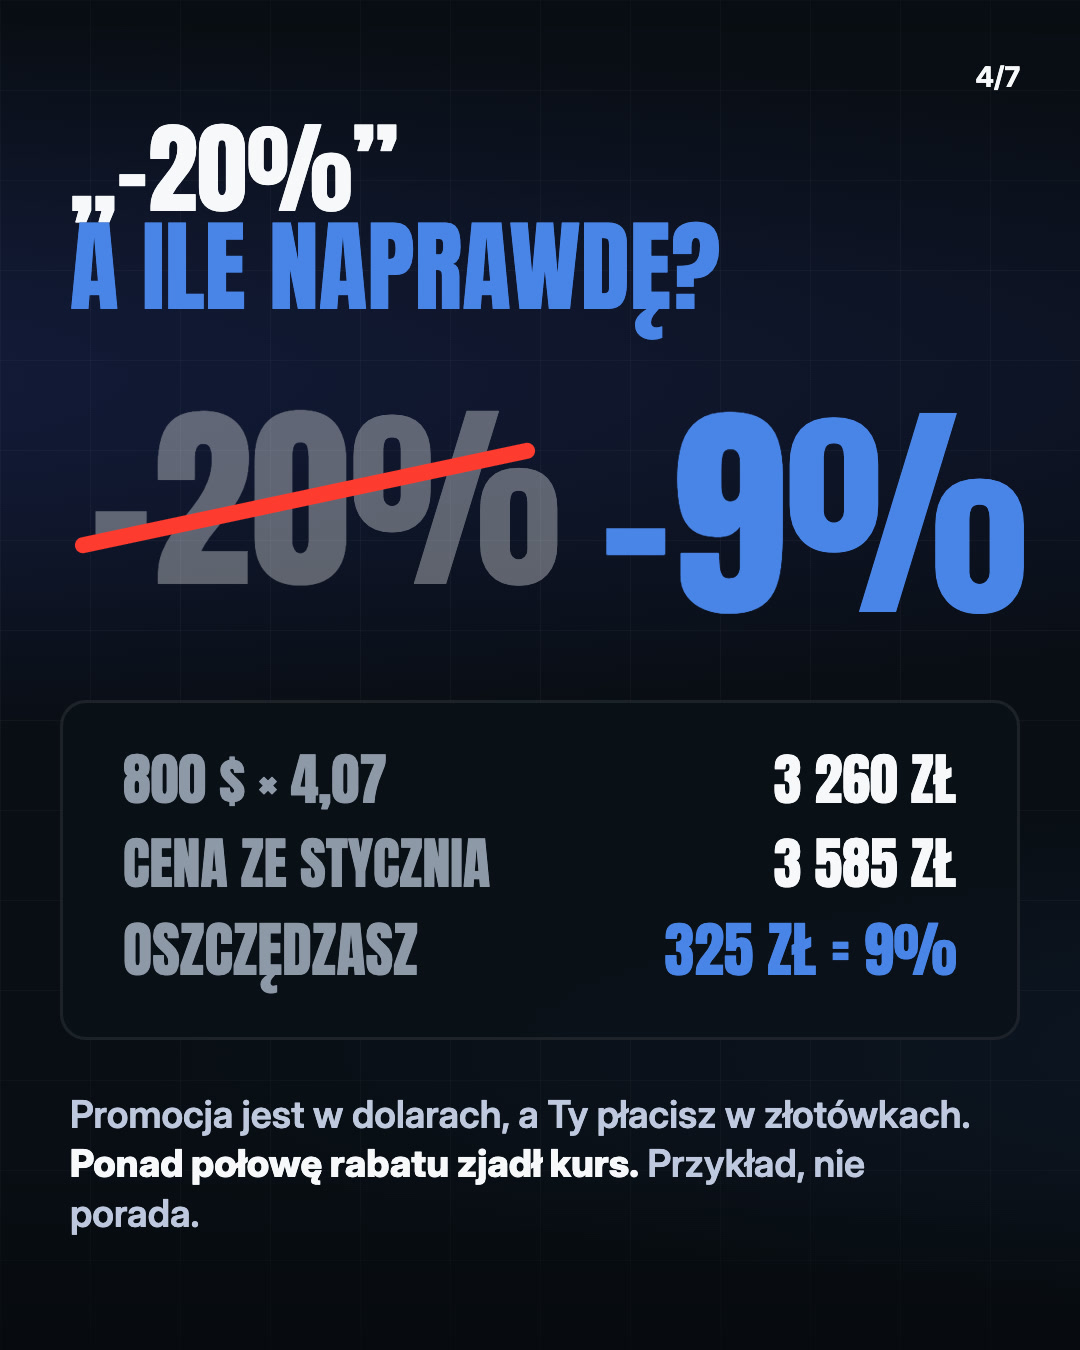 4/7
„-20%”
A ILE NAPRAWDĘ?
-20% -9%
800 $ × 4,07 3 260 ZŁ
CENA ZE STYCZNIA 3 585 ZŁ
OSZCZĘDZASZ 325 ZŁ = 9%
Promocja jest w dolarach, a Ty płacisz w złotówkach.
Ponad połowę rabatu zjadł kurs. Przykład, nie
porada.